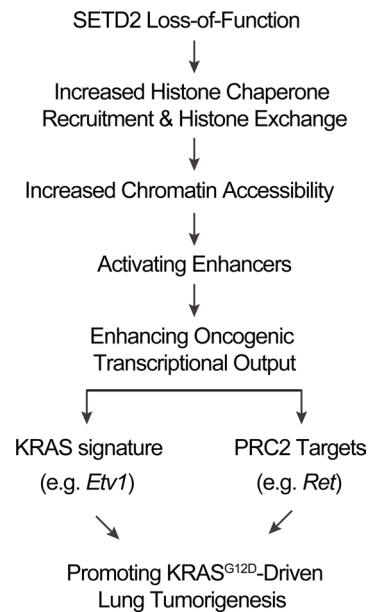 SETD2 Loss-of-Function
Increased Histone Chaperone
Recruitment & Histone Exchange
Increased Chromatin Accessibility
Activating Enhancers
Enhancing Oncogenic
Transcriptional Output
KRAS signature
(e.g. Etv1)
PRC2 Targets
(e.g. Ret)
Promoting KRASG12D-Driven
Lung Tumorigenesis